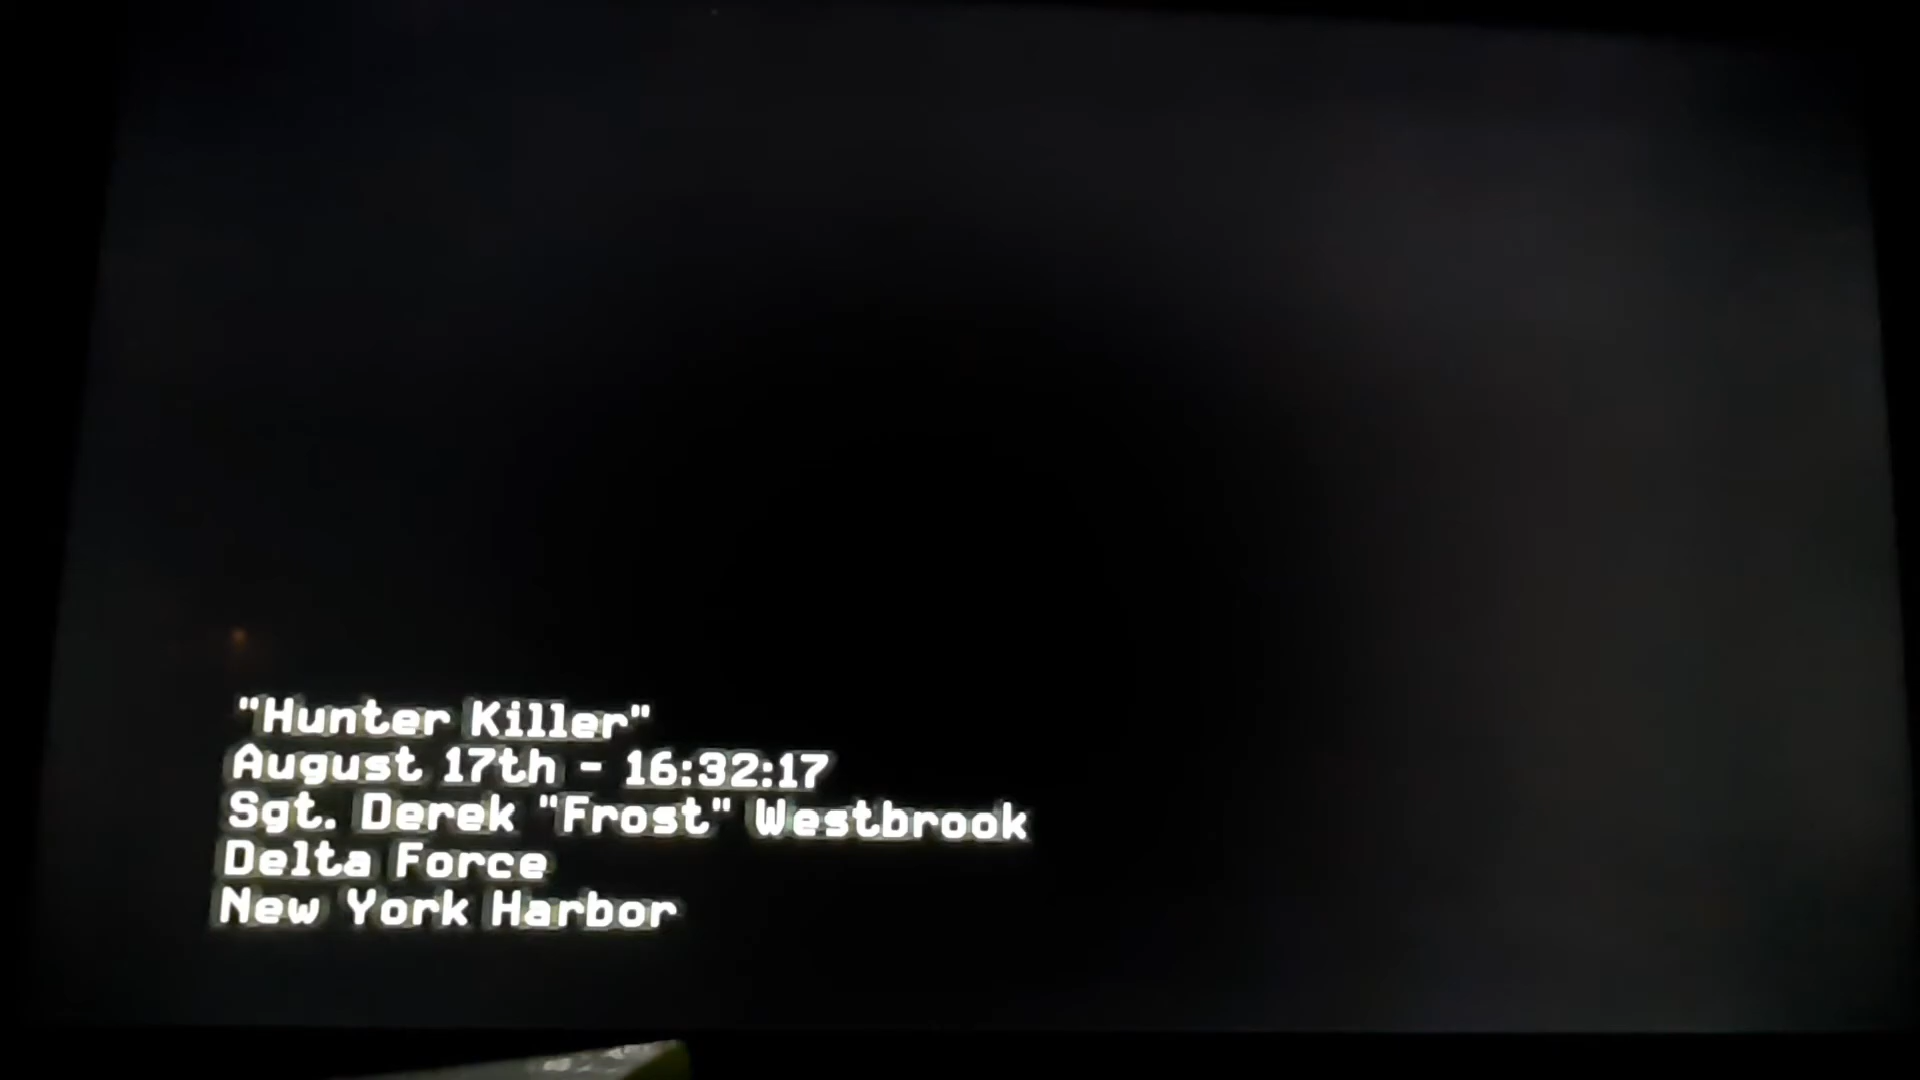 "Hunter Killer"
August 17th - 16:32:17
Sgt. Derek "Frost" Westbrook
Delta Force
New York Harbor